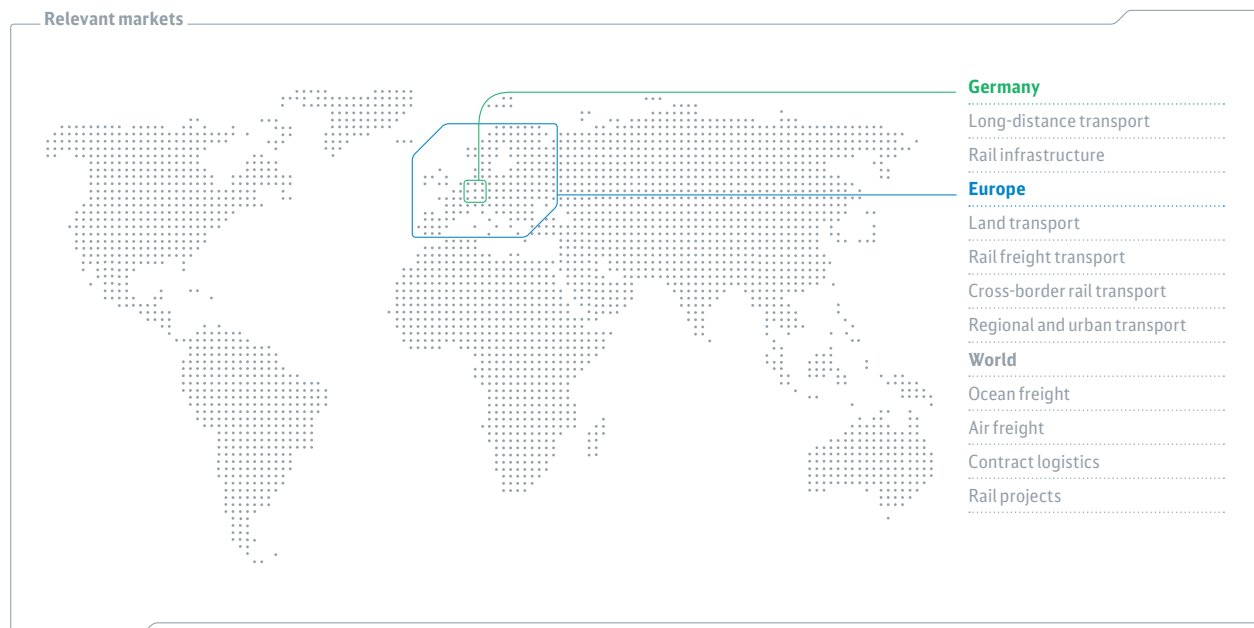 Relevant markets
Germany
Long-distance transport
Rail infrastructure
Europe
Land transport
Rail freight transport
Cross-border rail transport
Regional and urban transport
World
Ocean freight
Air freight
Contract logistics
Rail projects